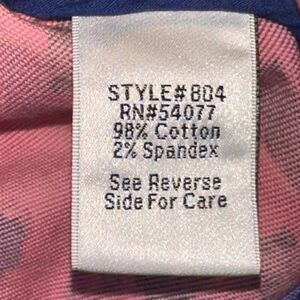 STYLE# 804
RN#54077
98% Cotton
2% Spandex
See Reverse
Side For Care